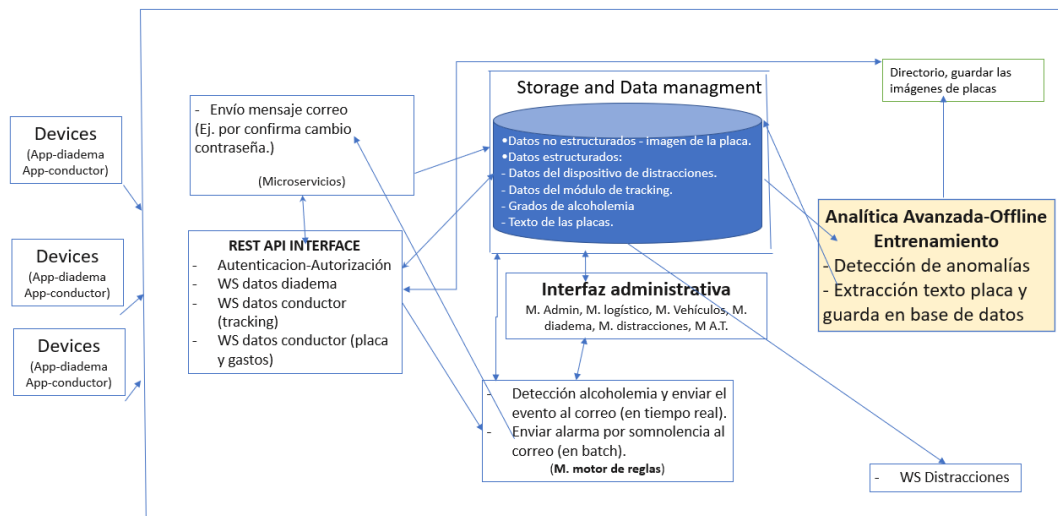 Devices
(App-diadema
App-conductor)
Devices
(App-diadema
App-conductor)
Devices
(App-diadema
App-conductor)
- Envío mensaje correo
(Ej. por confirma cambio
contraseña.)
(Microservicios)
REST API INTERFACE
- Autenticacion-Autorización
- WS datos diadema
- WS datos conductor
(tracking)
- WS datos conductor (placa
y gastos)
Storage and Data managment
•Datos no estructurados - imagen de la placa.
•Datos estructurados:
- Datos del dispositivo de distracciones.
- Datos del módulo de tracking.
- Grados de alcoholemia
- Texto de las placas.
Interfaz administrativa
M. Admin, M. logístico, M. Vehículos, M.
diadema, M. distracciones, M A.T.
- Detección alcoholemia y enviar el
evento al correo (en tiempo real).
- Enviar alarma por somnolencia al
correo (en batch).
(M. motor de reglas)
Directorio, guardar las
imágenes de placas
Analítica Avanzada-Offline
Entrenamiento
- Detección de anomalías
- Extracción texto placa y
guarda en base de datos
- WS Distracciones